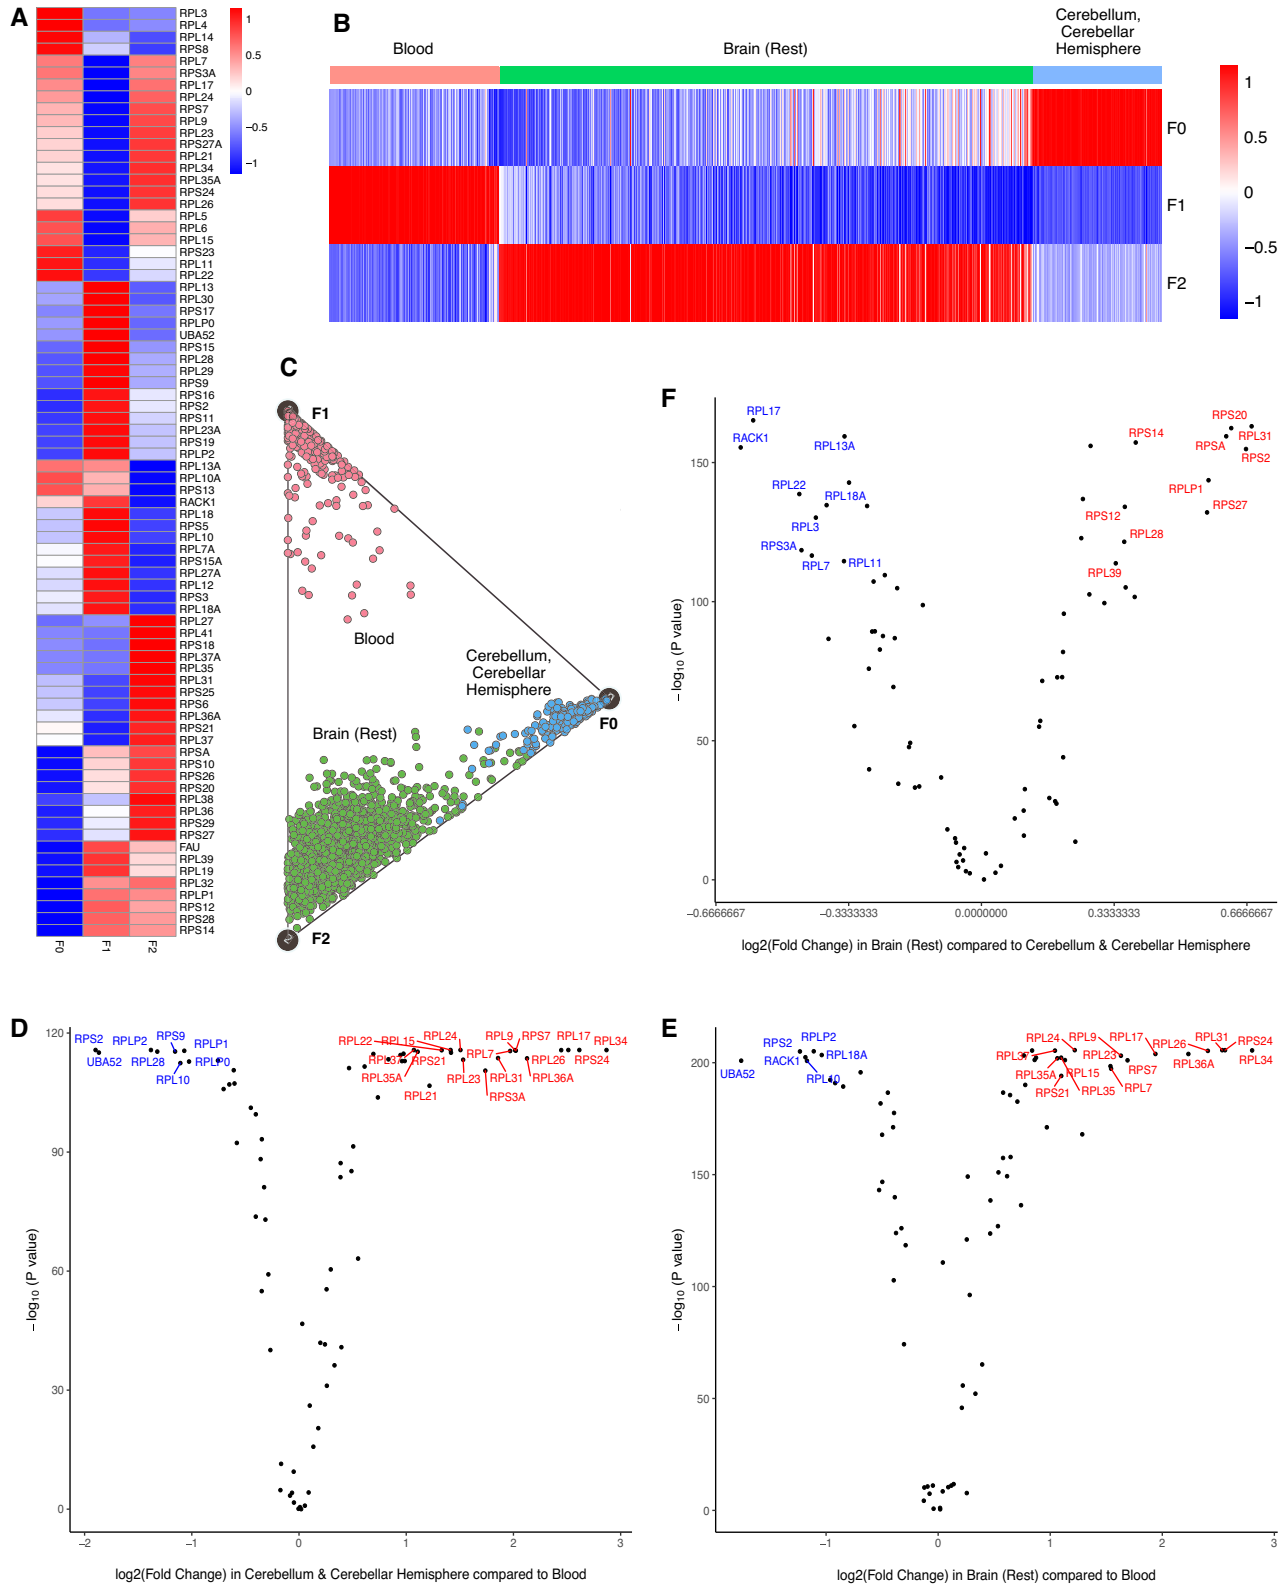 A
RPL3
RPL4
RPL14
RPS8
RPL7
RPS3A
RPL17
RPL24
RPS7
RPL9
RPL23
RPS27A
RPL21
RPL34
RPL35A
RPS24
RPL26
RPL5
RPL6
RPL15
RPS23
RPL11
RPL22
RPL13
RPL30
RPS17
RPLP0
UBA52
RPS15
RPL28
RPL29
RPS9
RPS16
RPS2
RPS11
RPL23A
RPS19
RPLP2
RPL13A
RPL10A
RPS13
RACK1
RPL18
RPS5
RPL10
RPL7A
RPS15A
RPL27A
RPL12
RPS3
RPL18A
RPL27
RPL41
RPS18
RPL37A
RPL35
RPL31
RPS25
RPS6
RPL36A
RPS21
RPL37
RPSA
RPS10
RPS26
RPS20
RPL38
RPL36
RPS29
RPS27
FAU
RPL39
RPL19
RPL32
RPLP1
RPS12
RPS28
RPS14
F0
F1
F2
1
0.5
0
−0.5
−1
B
Blood
Brain (Rest)
Cerebellum,
Cerebellar
Hemisphere
F0
F1
F2
1
0.5
0
−0.5
−1
C
F1
Blood
Cerebellum,
Cerebellar
Hemisphere
F0
Brain (Rest)
F2
F
RPL17
RACK1
RPL13A
RPL22
RPL18A
RPL3
RPS3A
RPL7
RPL11
RPS20
RPS14
RPSA
RPL31
RPS2
RPLP1
RPS27
RPS12
RPL28
RPL39
150
100
50
0
−log10 (P value)
−0.6666667
−0.3333333
0.0000000
0.3333333
0.6666667
log2(Fold Change) in Brain (Rest) compared to Cerebellum & Cerebellar Hemisphere
D
RPS2
RPLP2
RPS9
RPLP1
UBA52
RPL28
RPLP0
RPL10
RPL22
RPL15
RPL24
RPL9
RPS7
RPL17
RPL34
RPL37
RPS21
RPL7
RPL26
RPS24
RPL35A
RPL23
RPL31
RPL36A
RPL21
RPS3A
120
90
60
30
0
−log10 (P value)
−2
−1
0
1
2
3
log2(Fold Change) in Cerebellum & Cerebellar Hemisphere compared to Blood
E
RPS2
RPLP2
RACK1
RPL18A
UBA52
RPL10
RPL24
RPL9
RPL17
RPL31
RPL37
RPL23
RPL26
RPS24
RPL35A
RPL15
RPS7
RPL36A
RPL34
RPS21
RPL35
RPL7
200
150
100
50
0
−log10 (P value)
−1
0
1
2
3
log2(Fold Change) in Brain (Rest) compared to Blood